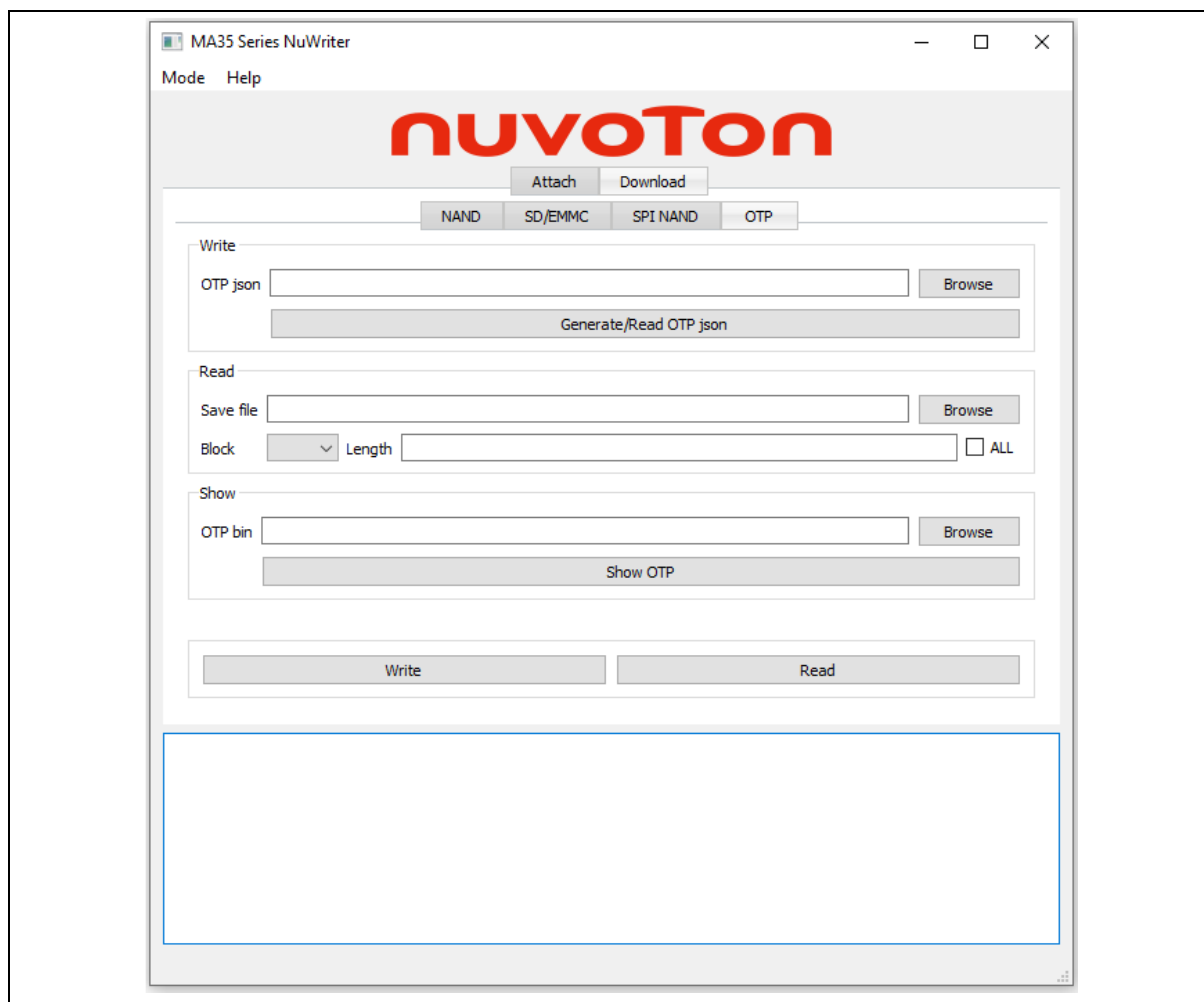 MA35 Series NuWriter
Mode Help
nuvoTon
Attach Download
NAND SD/EMMC SPI NAND OTP
Write
OTP json Browse
Generate/Read OTP json
Read
Save file Browse
Block Length ALL
Show
OTP bin Browse
Show OTP
Write Read